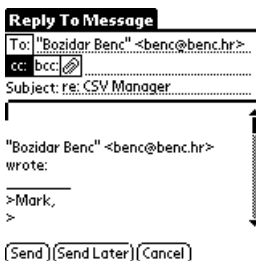 Reply To Message
To: "Bozidar Benc" <benc@benc.hr>
cc: bcc:
Subject: re: CSV Manager
"Bozidar Benc" <benc@benc.hr>
wrote:
__________
>Mark,
>
Send Send Later Cancel